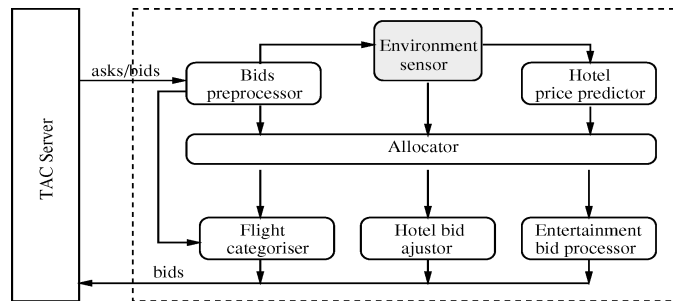 Environment
sensor
asks/bids
Bids
preprocessor
Hotel
price predictor
Allocator
TAC Server
Flight
categoriser
Hotel bid
ajustor
Entertainment
bid processor
bids